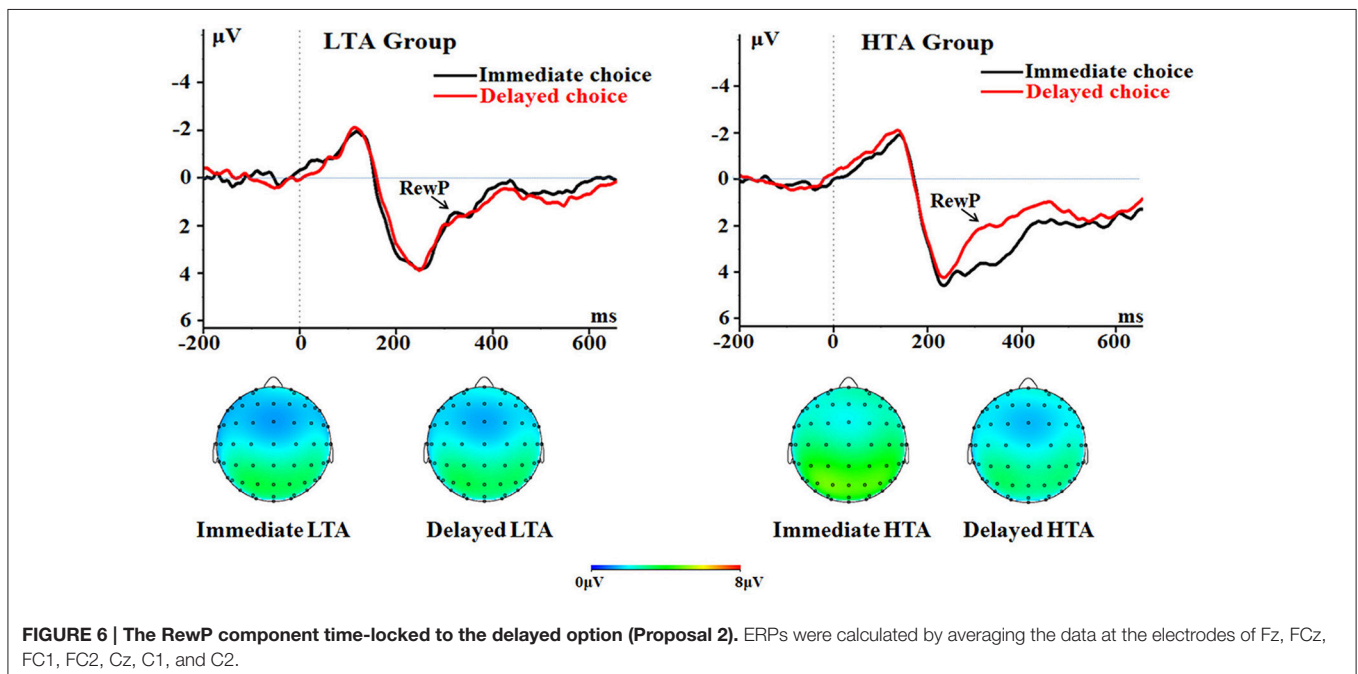 μV
LTA Group
Immediate choice
Delayed choice
-4
-2
0
2
4
6
RewP
ms
-200
0
200
400
600
μV
HTA Group
Immediate choice
Delayed choice
-4
-2
0
2
4
6
RewP
ms
-200
0
200
400
600
Immediate LTA
Delayed LTA
Immediate HTA
Delayed HTA
0μV
8μV
FIGURE 6 | The RewP component time-locked to the delayed option (Proposal 2). ERPs were calculated by averaging the data at the electrodes of Fz, FCz,
FC1, FC2, Cz, C1, and C2.